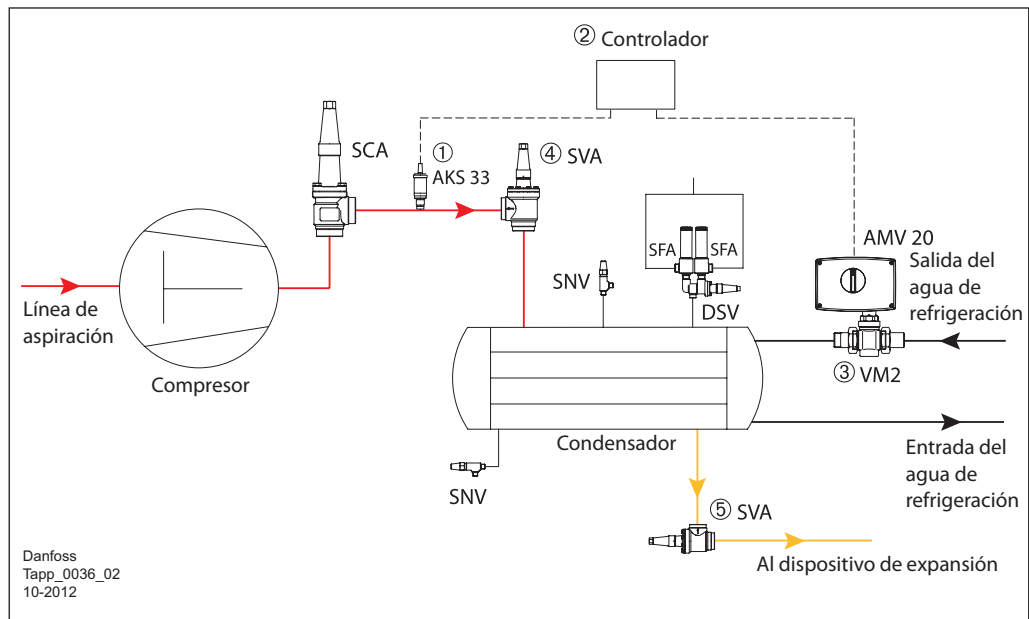 ② Controlador
SCA
①
AKS 33
④ SVA
SFA
SFA
DSV
SNV
AMV 20
Salida del
agua de
refrigeración
Línea de
aspiración
Compresor
③ VM2
Condensador
Entrada del
agua de
refrigeración
SNV
⑤ SVA
Al dispositivo de expansión
Danfoss
Tapp_0036_02
10-2012